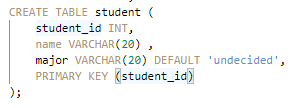 CREATE TABLE student (
    student_id INT,
    name VARCHAR(20) ,
    major VARCHAR(20) DEFAULT 'undecided',
    PRIMARY KEY (student_id)
);